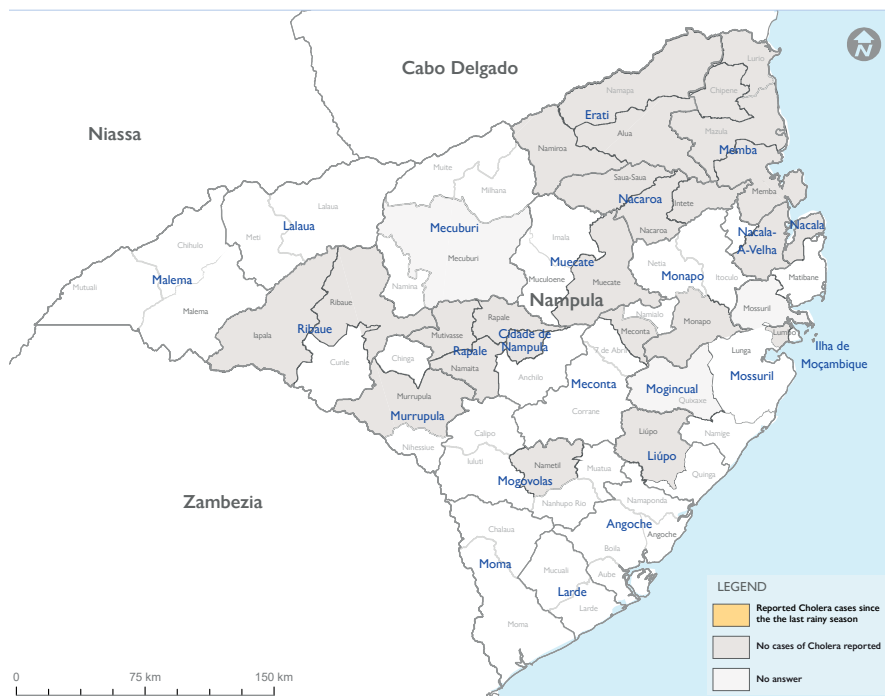 N
Cabo Delgado
Niassa
Zambezia
Nampula
Lurio
Chipene
Namapa
Erati
Alua
Mazula
Memba
Namiroa
Muite
Milhana
Saua-Saua
Nacaroa
Intete
Memba
Lalaua
Lalaua
Meti
Mecuburi
Mecuburi
Nacaroa
Nacala-
A-Velha
Nacala
Chihulo
Malema
Mutuali
Malema
Imala
Muecate
Muculoene
Muecate
Netia
Monapo
Itoculo
Matibane
Namina
Ribaue
Ribaue
Iapala
Cunle
Mutivasse
Rapale
Rapale
Cidade de
Nampula
Namaita
Chinga
Anchilo
Namialo
Meconta
Monapo
Mossuril
Lumbo
Ilha de
Moçambique
Lunga
Mossuril
7 de Abril
Meconta
Corrane
Mogincual
Quixaxe
Murrupula
Murrupula
Nihessiue
Calipo
Iuluti
Nametil
Mogovolas
Muatua
Nanhupo Rio
Liúpo
Liúpo
Namige
Quinga
Namaponda
Angoche
Angoche
Boila
Chalaua
Moma
Moma
Mucuali
Aube
Larde
Larde
LEGEND
Reported Cholera cases since
the the last rainy season
No cases of Cholera reported
No answer
0 75 km 150 km